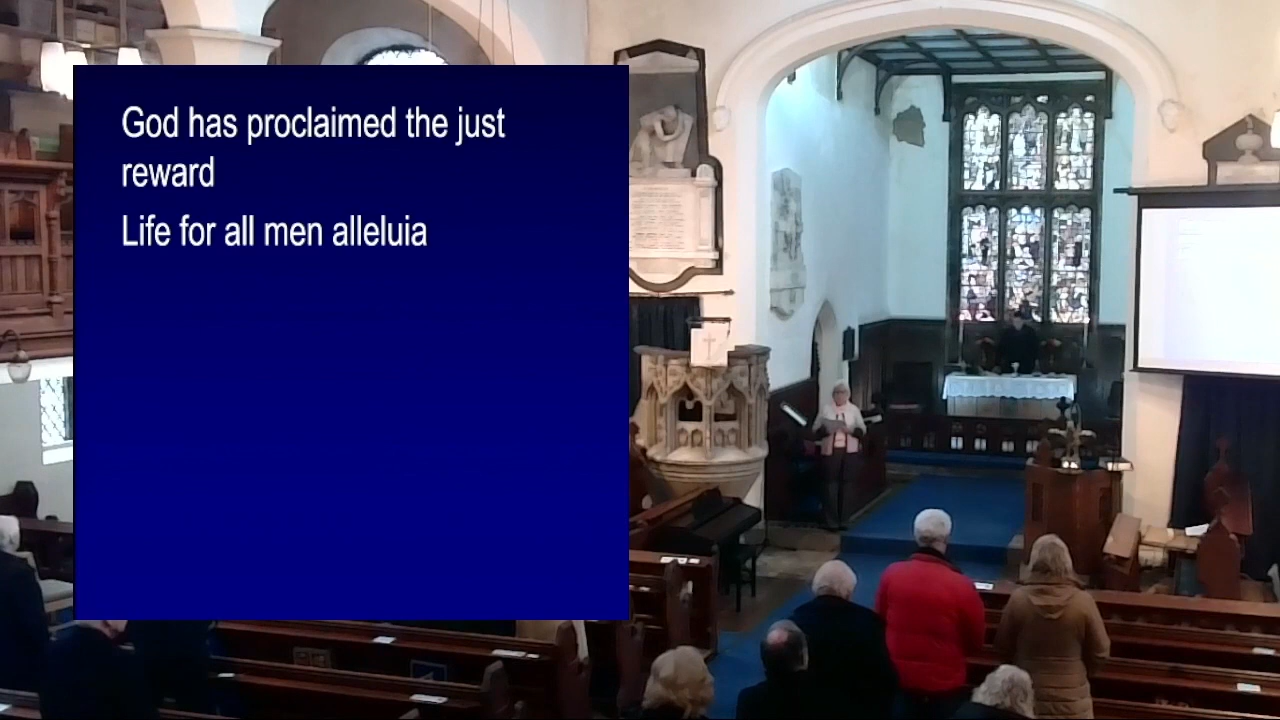 God has proclaimed the just
reward
Life for all men alleluia